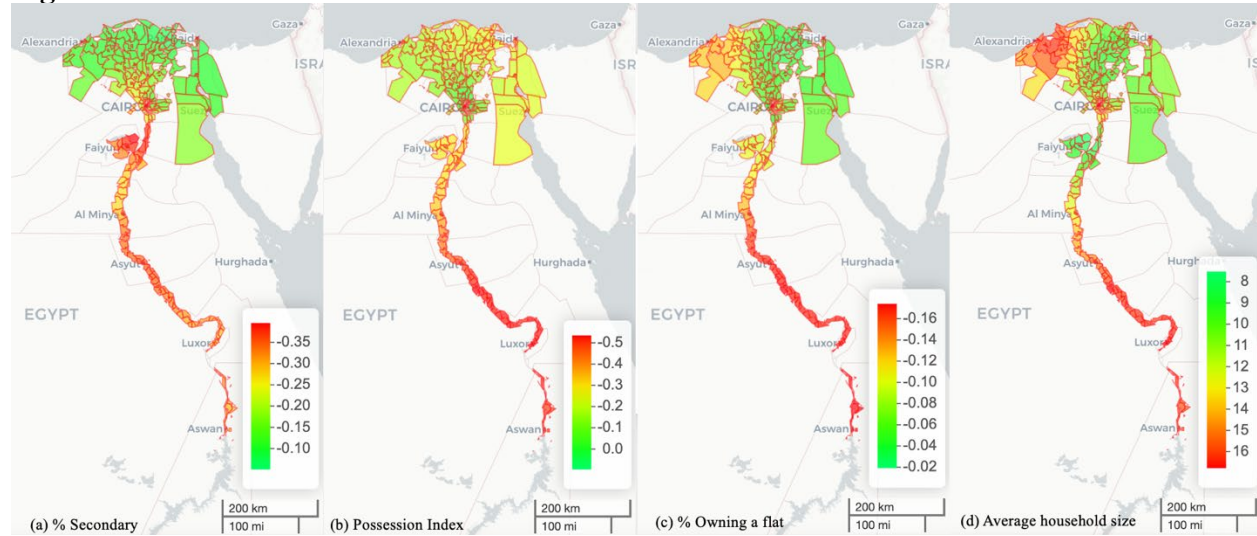 Alexandria
Gaza
ISRA
CAIRO
Suez
Faiyum
Al Minya
Asyut
Hurghada
EGYPT
Luxor
Aswan
-0.35
-0.30
-0.25
-0.20
-0.15
-0.10
200 km
100 mi
(a) % Secondary
Alexandria
Gaza
ISRA
CAIRO
Suez
Faiyum
Al Minya
Asyut
Hurghada
EGYPT
Luxor
Aswan
-0.5
-0.4
-0.3
-0.2
-0.1
0.0
200 km
100 mi
(b) Possession Index
Alexandria
Gaza
ISRA
CAIRO
Suez
Faiyum
Al Minya
Asyut
Hurghada
EGYPT
Luxor
Aswan
-0.16
-0.14
-0.12
-0.10
-0.08
-0.06
-0.04
-0.02
200 km
100 mi
(c) % Owning a flat
Alexandria
Gaza
CAIRO
Suez
Faiyum
Al Minya
Asyut
Hurghada
EGYPT
Luxor
Aswan
8
9
10
11
12
13
14
15
16
200 km
100 mi
(d) Average household size